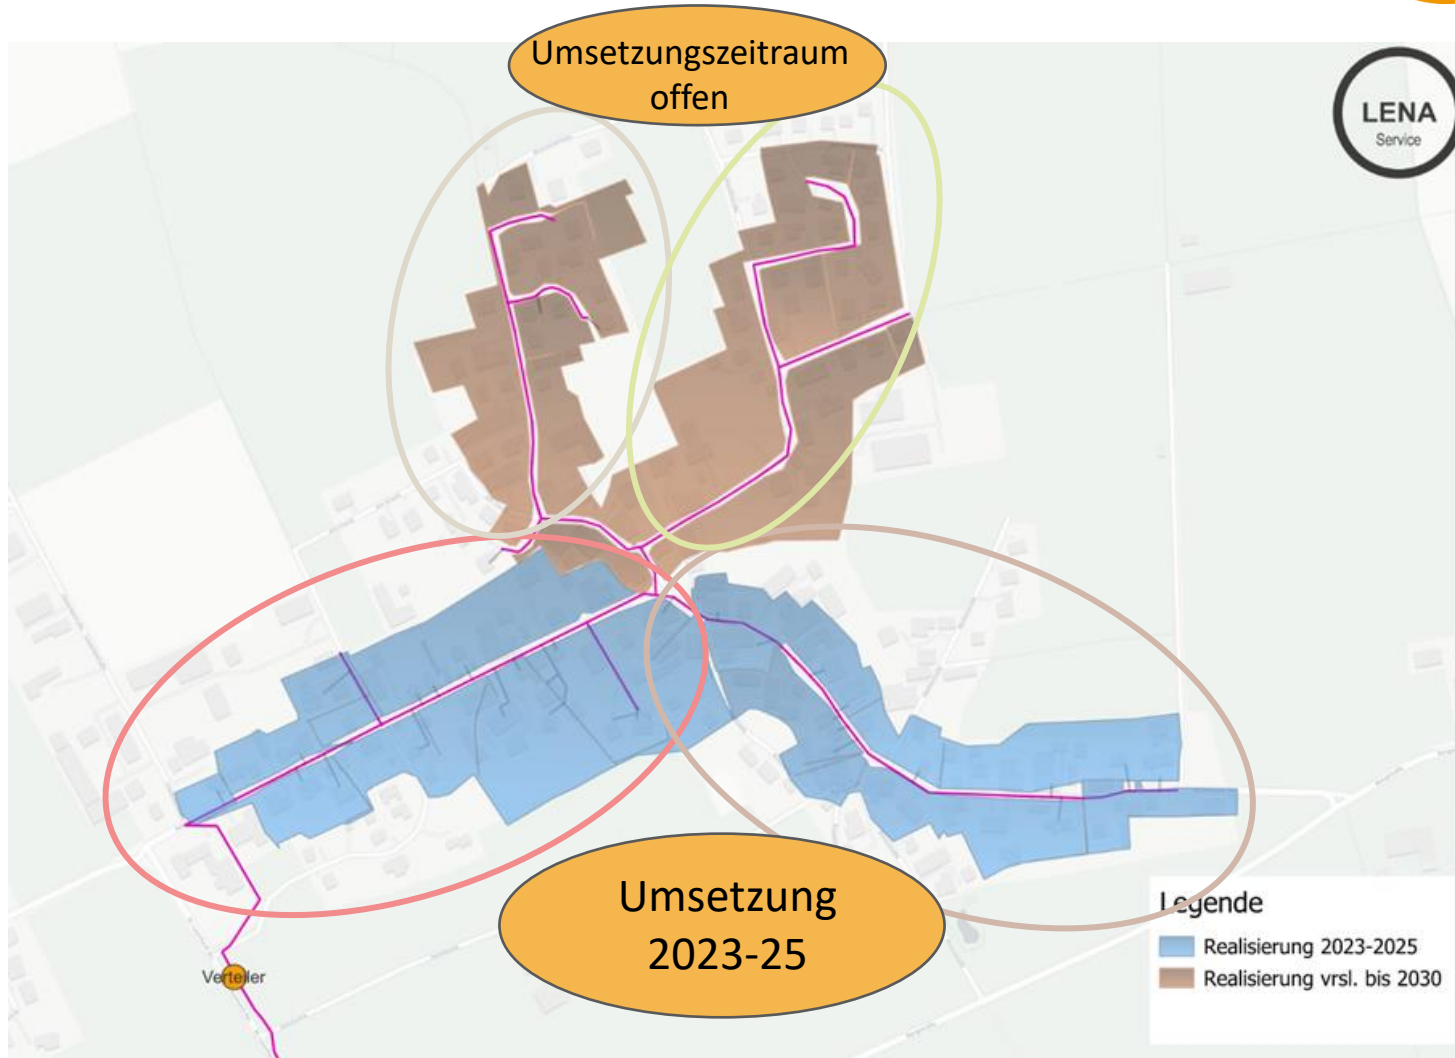 Umsetzungszeitraum
offen
LENA
Service
Umsetzung
2023-25
Verteiler
Legende
Realisierung 2023-2025
Realisierung vrsl. bis 2030